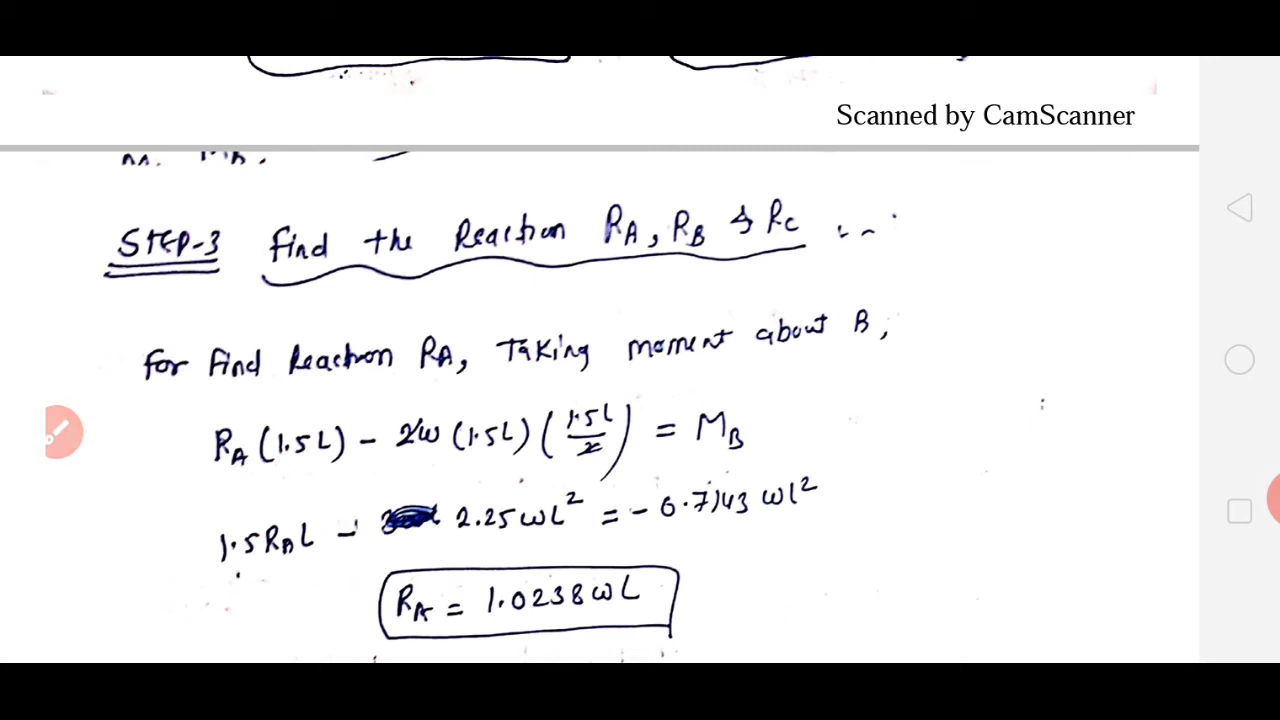 Scanned by CamScanner
STEP-3 Find the Reaction RA, RB & RC ...
For Find Reaction RA, Taking moment about B,
RA (1.5L) - 2w (1.5L) (1.5L/2) = MB
1.5RAL - 2.25wL² = - 0.7143 wL²
RA = 1.0238wL